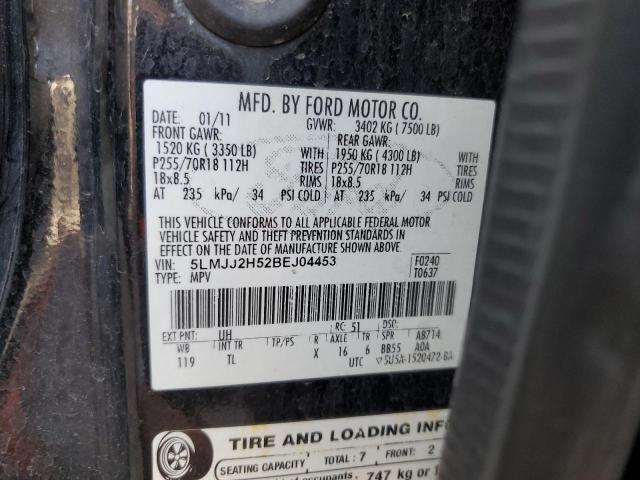 MFD. BY FORD MOTOR CO.
DATE: 01/11 GVWR: 3402 KG ( 7500 LB)
FRONT GAWR: REAR GAWR:
1520 KG ( 3350 LB) WITH 1950 KG ( 4300 LB) WITH
P255/70R18 112H TIRES P255/70R18 112H TIRES
18x8.5 RIMS 18x8.5 RIMS
AT 235 kPa/ 34 PSI COLD AT 235 kPa/ 34 PSI COLD
THIS VEHICLE CONFORMS TO ALL APPLICABLE FEDERAL MOTOR
VEHICLE SAFETY AND THEFT PREVENTION STANDARDS IN
EFFECT ON THE DATE OF MANUFACTURE SHOWN ABOVE.
VIN: 5LMJJ2H52BEJ04453 F0240
TYPE: MPV T0637
EXT PNT: UH RC: 51 DSO:
WB INT TR TP/PS R AXLE TR SPR AB714
119 TL X 16 6 BB55 A0A
UTC 5U5A-1520472-BA
TIRE AND LOADING INFO
SEATING CAPACITY TOTAL : 7 FRONT: 2
occupants 747 kg or